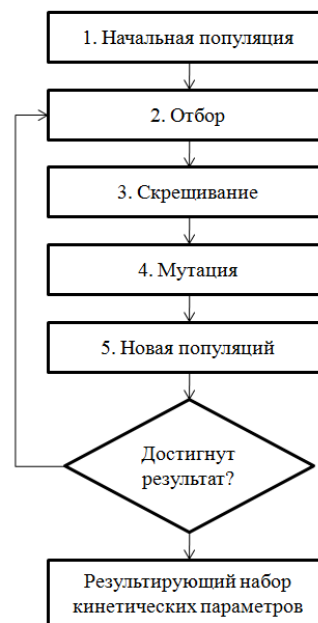 1. Начальная популяция
2. Отбор
3. Скрещивание
4. Мутация
5. Новая популяций
Достигнут
результат?
Результирующий набор
кинетических параметров